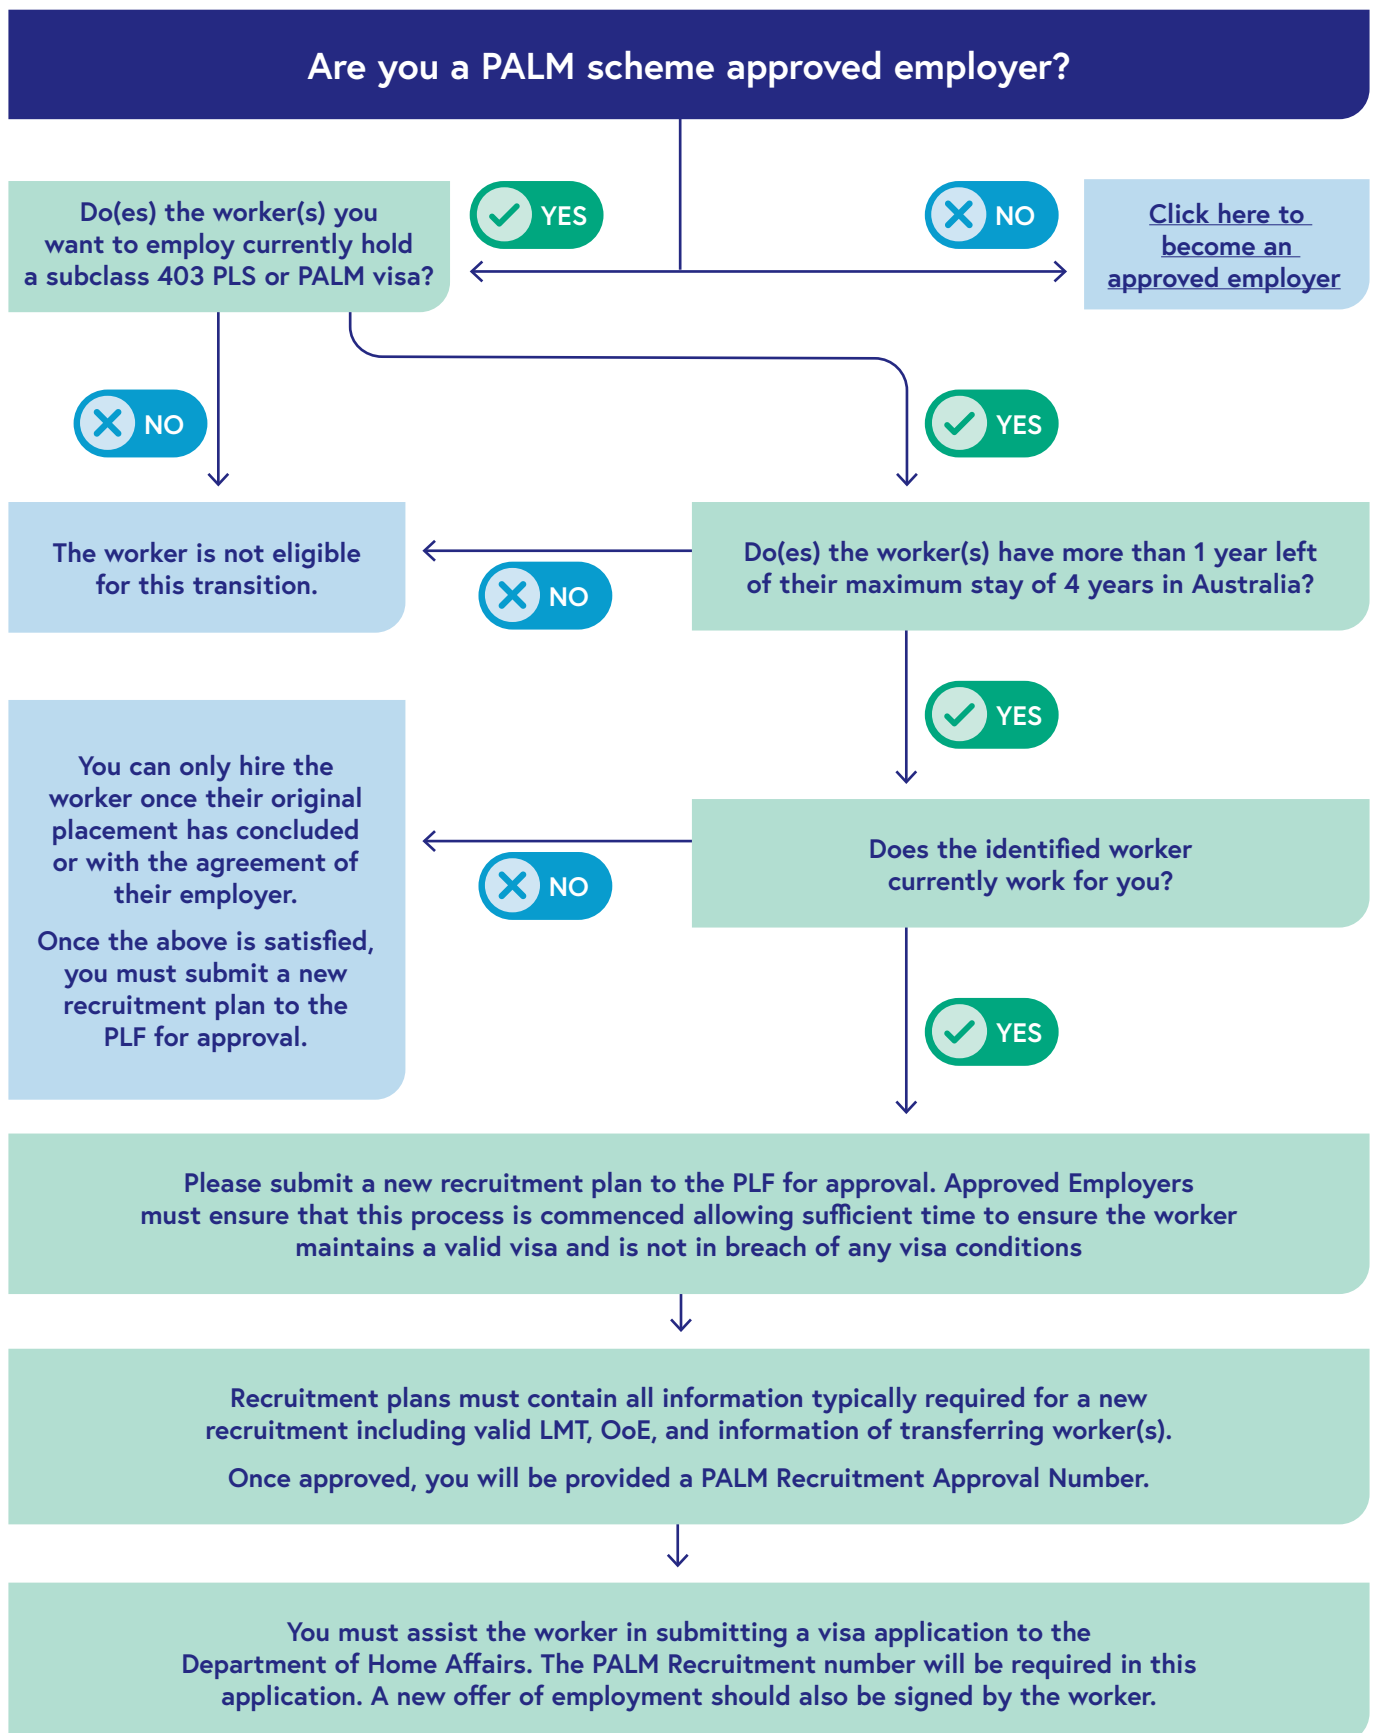 Are you a PALM scheme approved employer?
Do(es) the worker(s) you
want to employ currently hold
a subclass 403 PLS or PALM visa?
YES
NO
Click here to
become an
approved employer
NO
YES
The worker is not eligible
for this transition.
NO
Do(es) the worker(s) have more than 1 year left
of their maximum stay of 4 years in Australia?
YES
You can only hire the
worker once their original
placement has concluded
or with the agreement of
their employer.
Once the above is satisfied,
you must submit a new
recruitment plan to the
PLF for approval.
NO
Does the identified worker
currently work for you?
YES
Please submit a new recruitment plan to the PLF for approval. Approved Employers
must ensure that this process is commenced allowing sufficient time to ensure the worker
maintains a valid visa and is not in breach of any visa conditions
Recruitment plans must contain all information typically required for a new
recruitment including valid LMT, OoE, and information of transferring worker(s).
Once approved, you will be provided a PALM Recruitment Approval Number.
You must assist the worker in submitting a visa application to the
Department of Home Affairs. The PALM Recruitment number will be required in this
application. A new offer of employment should also be signed by the worker.